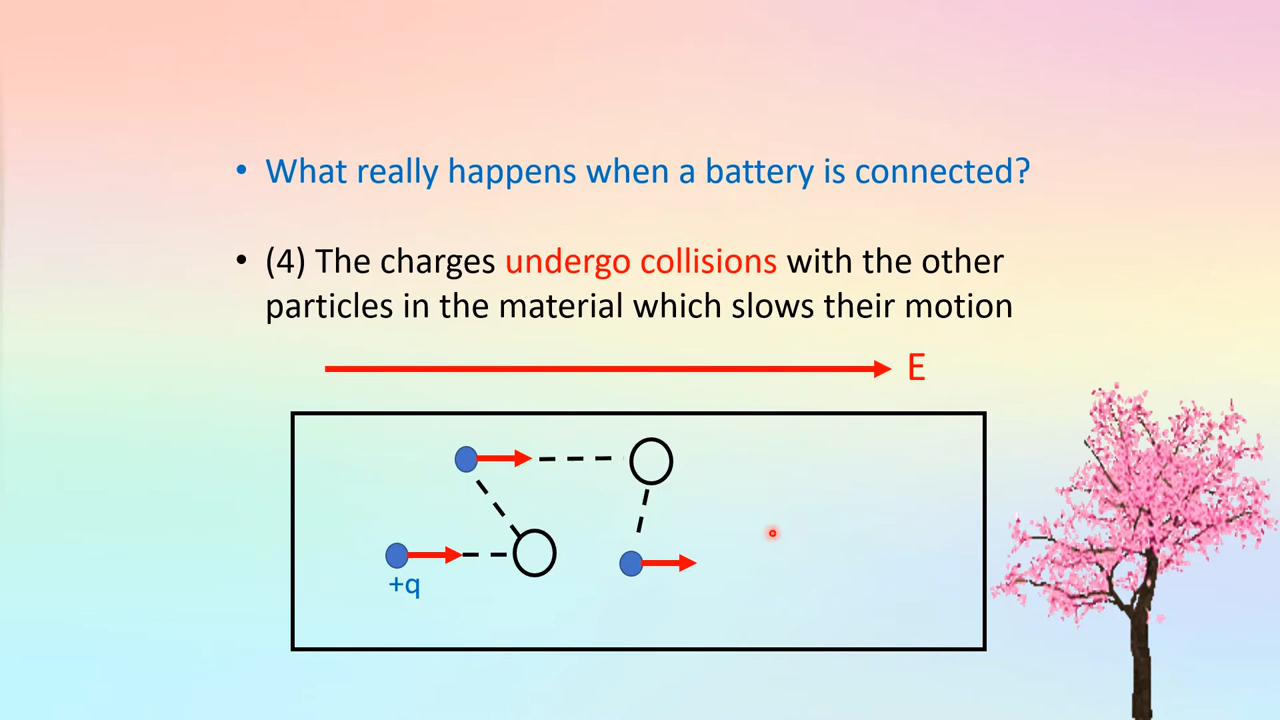 • What really happens when a battery is connected?
• (4) The charges undergo collisions with the other
particles in the material which slows their motion
E
+q